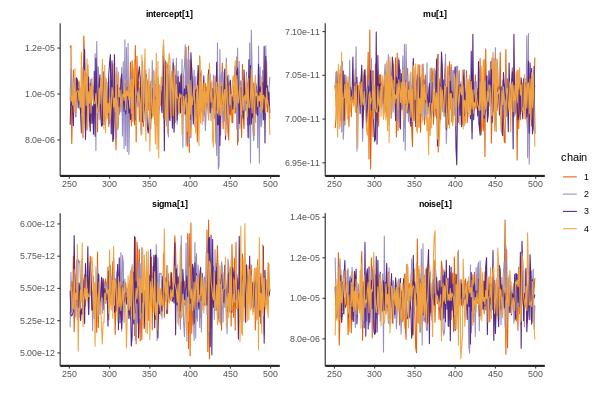 intercept[1]
1.2e-05
1.0e-05
8.0e-06
250 300 350 400 450 500
mu[1]
7.10e-11
7.05e-11
7.00e-11
6.95e-11
250 300 350 400 450 500
sigma[1]
6.00e-12
5.75e-12
5.50e-12
5.25e-12
5.00e-12
250 300 350 400 450 500
noise[1]
1.4e-05
1.2e-05
1.0e-05
8.0e-06
250 300 350 400 450 500
chain
1
2
3
4